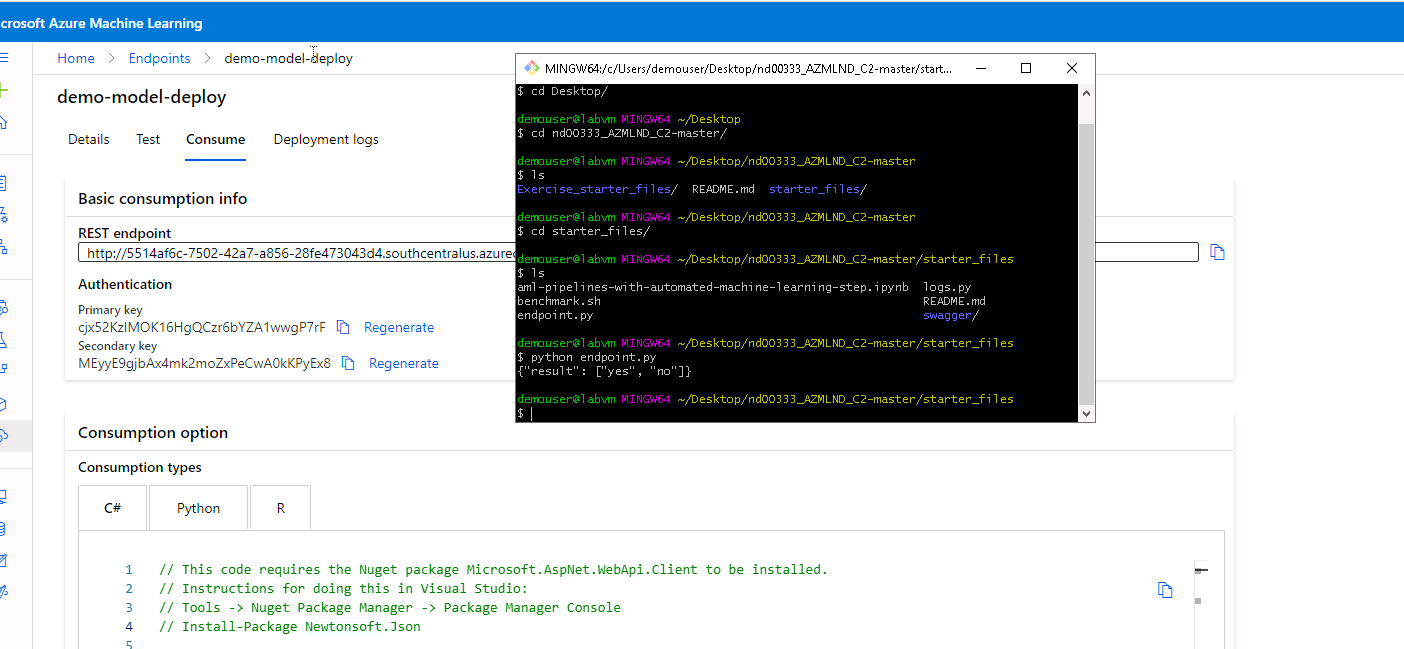 crosoft Azure Machine Learning
Home > Endpoints > demo-model-deploy
demo-model-deploy
Details Test Consume Deployment logs
Basic consumption info
REST endpoint
http://5514af6c-7502-42a7-a856-28fe473043d4.southcentralus.azurec
Authentication
Primary key
cjx52KzIMOK16HgQCzr6bYZA1wwgP7rF Regenerate
Secondary key
MEyyE9gjbAx4mk2moZxPeCwA0kKPyEx8 Regenerate
Consumption option
Consumption types
C# Python R
1 // This code requires the Nuget package Microsoft.AspNet.WebApi.Client to be installed.
2 // Instructions for doing this in Visual Studio:
3 // Tools -> Nuget Package Manager -> Package Manager Console
4 // Install-Package Newtonsoft.Json
5
MINGW64:/c/Users/demouser/Desktop/nd00333_AZMLND_C2-master/start...
$ cd Desktop/
demouser@labvm MINGW64 ~/Desktop
$ cd nd00333_AZMLND_C2-master/
demouser@labvm MINGW64 ~/Desktop/nd00333_AZMLND_C2-master
$ ls
Exercise_starter_files/ README.md starter_files/
demouser@labvm MINGW64 ~/Desktop/nd00333_AZMLND_C2-master
$ cd starter_files/
demouser@labvm MINGW64 ~/Desktop/nd00333_AZMLND_C2-master/starter_files
$ ls
aml-pipelines-with-automated-machine-learning-step.ipynb logs.py
benchmark.sh README.md
endpoint.py swagger/
demouser@labvm MINGW64 ~/Desktop/nd00333_AZMLND_C2-master/starter_files
$ python endpoint.py
{"result": ["yes", "no"]}
demouser@labvm MINGW64 ~/Desktop/nd00333_AZMLND_C2-master/starter_files
$